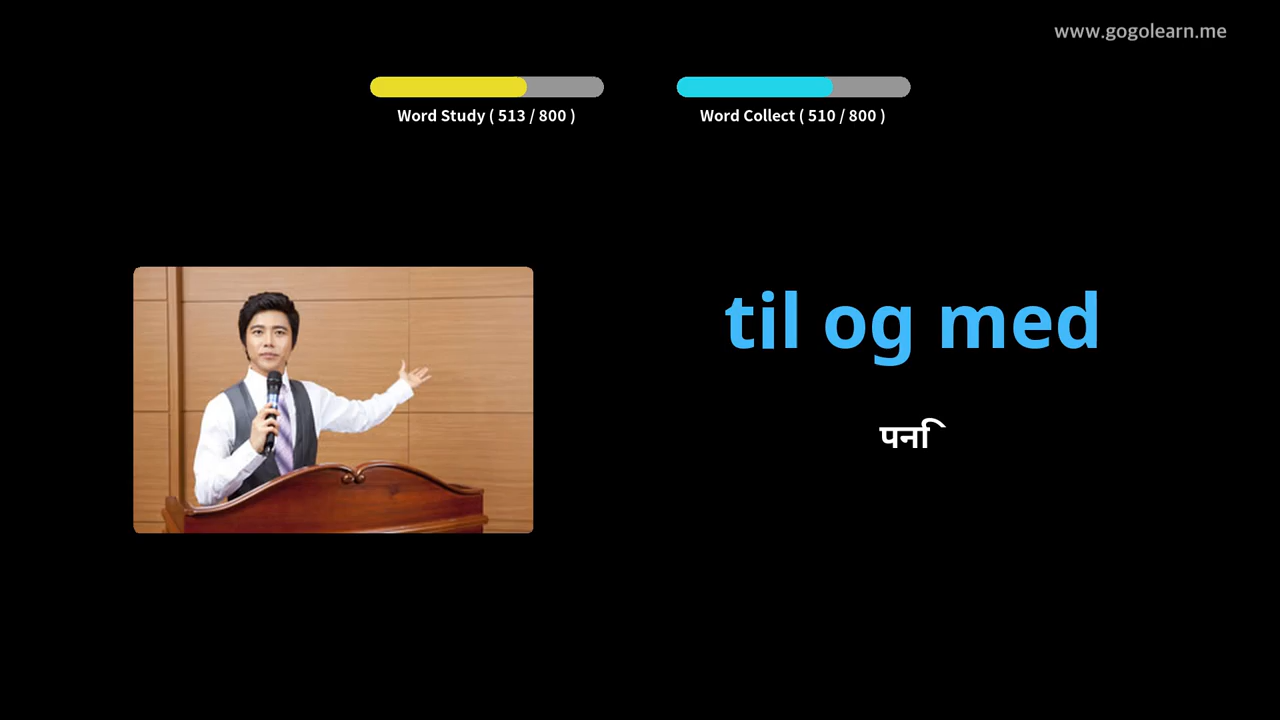 www.gogolearn.me
Word Study ( 513 / 800 )
Word Collect ( 510 / 800 )
til og med
पनि